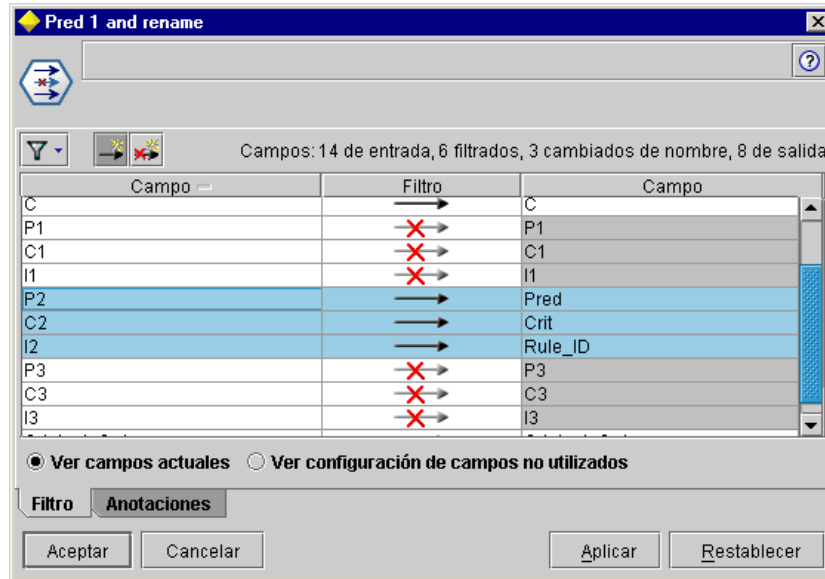 Pred 1 and rename
Campos: 14 de entrada, 6 filtrados, 3 cambiados de nombre, 8 de salida
Campo Filtro Campo
C C
P1 P1
C1 C1
I1 I1
P2 Pred
C2 Crit
I2 Rule_ID
P3 P3
C3 C3
I3 I3
Ver campos actuales Ver configuración de campos no utilizados
Filtro Anotaciones
Aceptar Cancelar Aplicar Restablecer